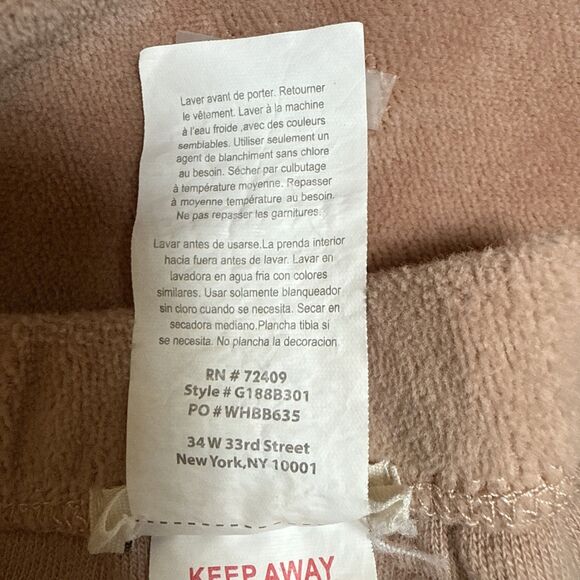 Laver avant de porter. Retourner
le vêtement. Laver à la machine
à l'eau froide ,avec des couleurs
semblables. Utiliser seulement un
agent de blanchiment sans chlore
au besoin. Sécher par culbutage
à température moyenne. Repasser
à moyenne température au besoin.
Ne pas repasser les garnitures.
Lavar antes de usarse.La prenda interior
hacia fuera antes de lavar. Lavar en
lavadora en agua fria con colores
similares. Usar solamente blanqueador
sin cloro cuando se necesita. Secar en
secadora mediano.Plancha tibia sí
se necesita. No plancha la decoracion
RN # 72409
Style # G188B301
PO # WHBB635
34 W 33rd Street
New York,NY 10001
KEEP AWAY